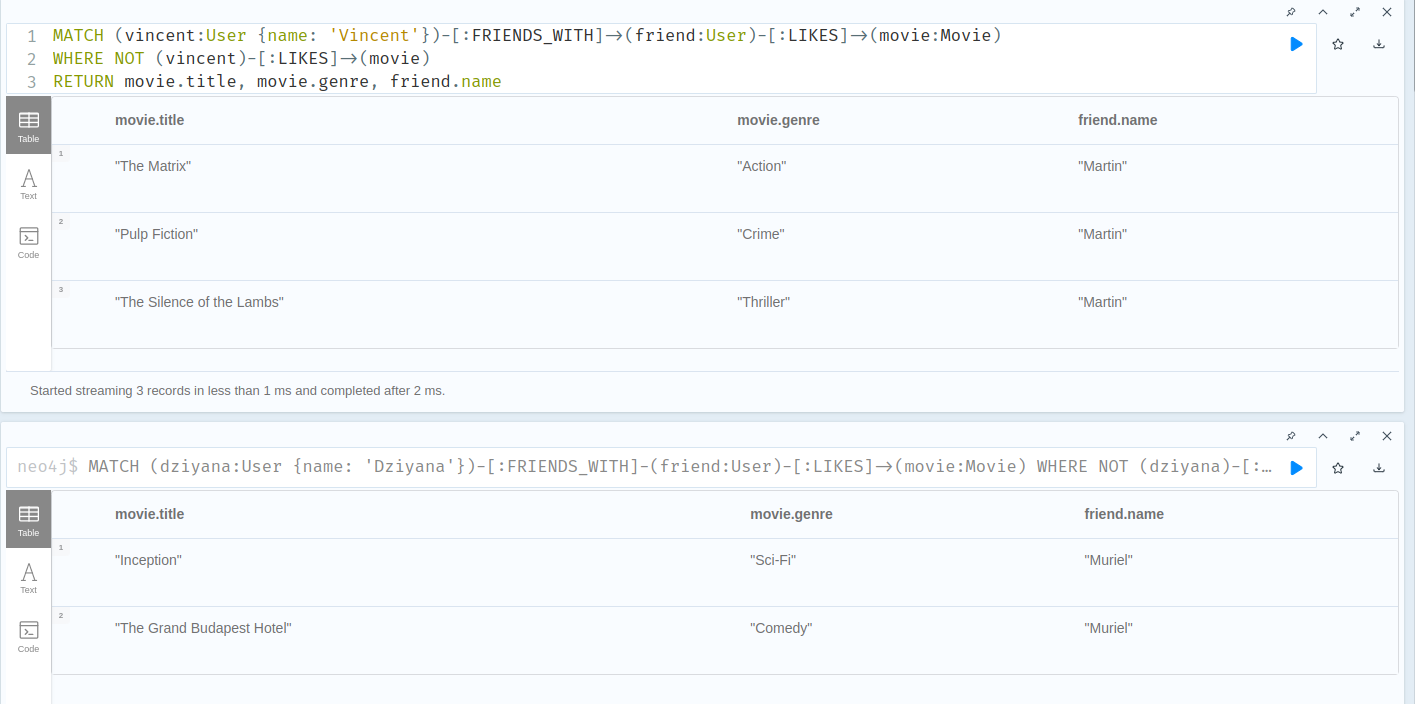 1 MATCH (vincent:User {name: 'Vincent'})-[:FRIENDS_WITH]->(friend:User)-[:LIKES]->(movie:Movie)
2 WHERE NOT (vincent)-[:LIKES]->(movie)
3 RETURN movie.title, movie.genre, friend.name
Table
Text
Code
movie.title movie.genre friend.name
1 "The Matrix" "Action" "Martin"
2 "Pulp Fiction" "Crime" "Martin"
3 "The Silence of the Lambs" "Thriller" "Martin"
Started streaming 3 records in less than 1 ms and completed after 2 ms.
neo4j$ MATCH (dziyana:User {name: 'Dziyana'})-[:FRIENDS_WITH]-(friend:User)-[:LIKES]->(movie:Movie) WHERE NOT (dziyana)-[:…
Table
Text
Code
movie.title movie.genre friend.name
1 "Inception" "Sci-Fi" "Muriel"
2 "The Grand Budapest Hotel" "Comedy" "Muriel"